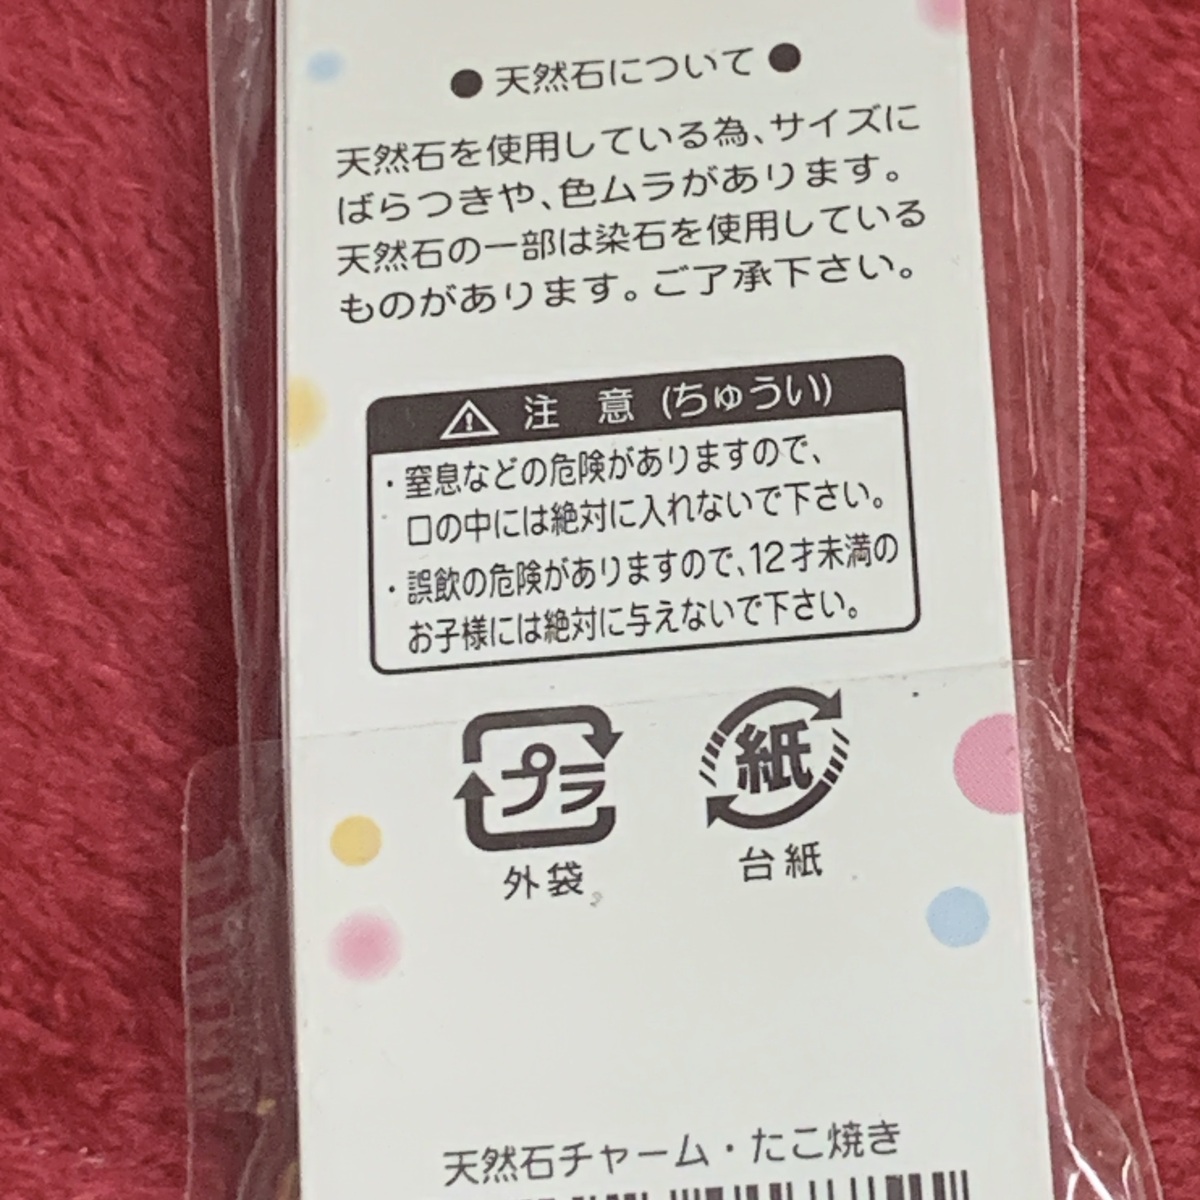 ● 天然石について ●
天然石を使用している為、サイズに
ばらつきや、色ムラがあります。
天然石の一部は染石を使用している
ものがあります。ご了承下さい。
⚠ 注 意 (ちゅうい)
・窒息などの危険がありますので、
口の中には絶対に入れないで下さい。
・誤飲の危険がありますので、12才未満の
お子様には絶対に与えないで下さい。
プラ 紙
外袋 台紙
天然石チャーム・たこ焼き